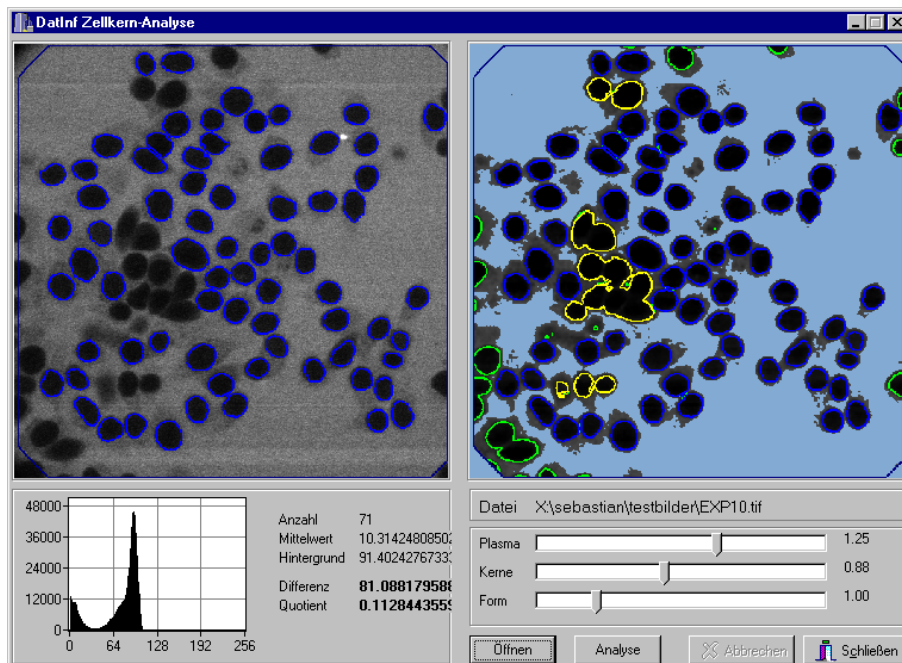 DatInf Zellkern-Analyse
48000
36000
24000
12000
0
0 64 128 192 256
Anzahl 71
Mittelwert 10.31424808502
Hintergrund 91.4024276733
Differenz 81.088179588
Quotient 0.1128443559
Datei X:\sebastian\testbilder\EXP10.tif
Plasma 1.25
Kerne 0.88
Form 1.00
Öffnen Analyse Abbrechen Schließen